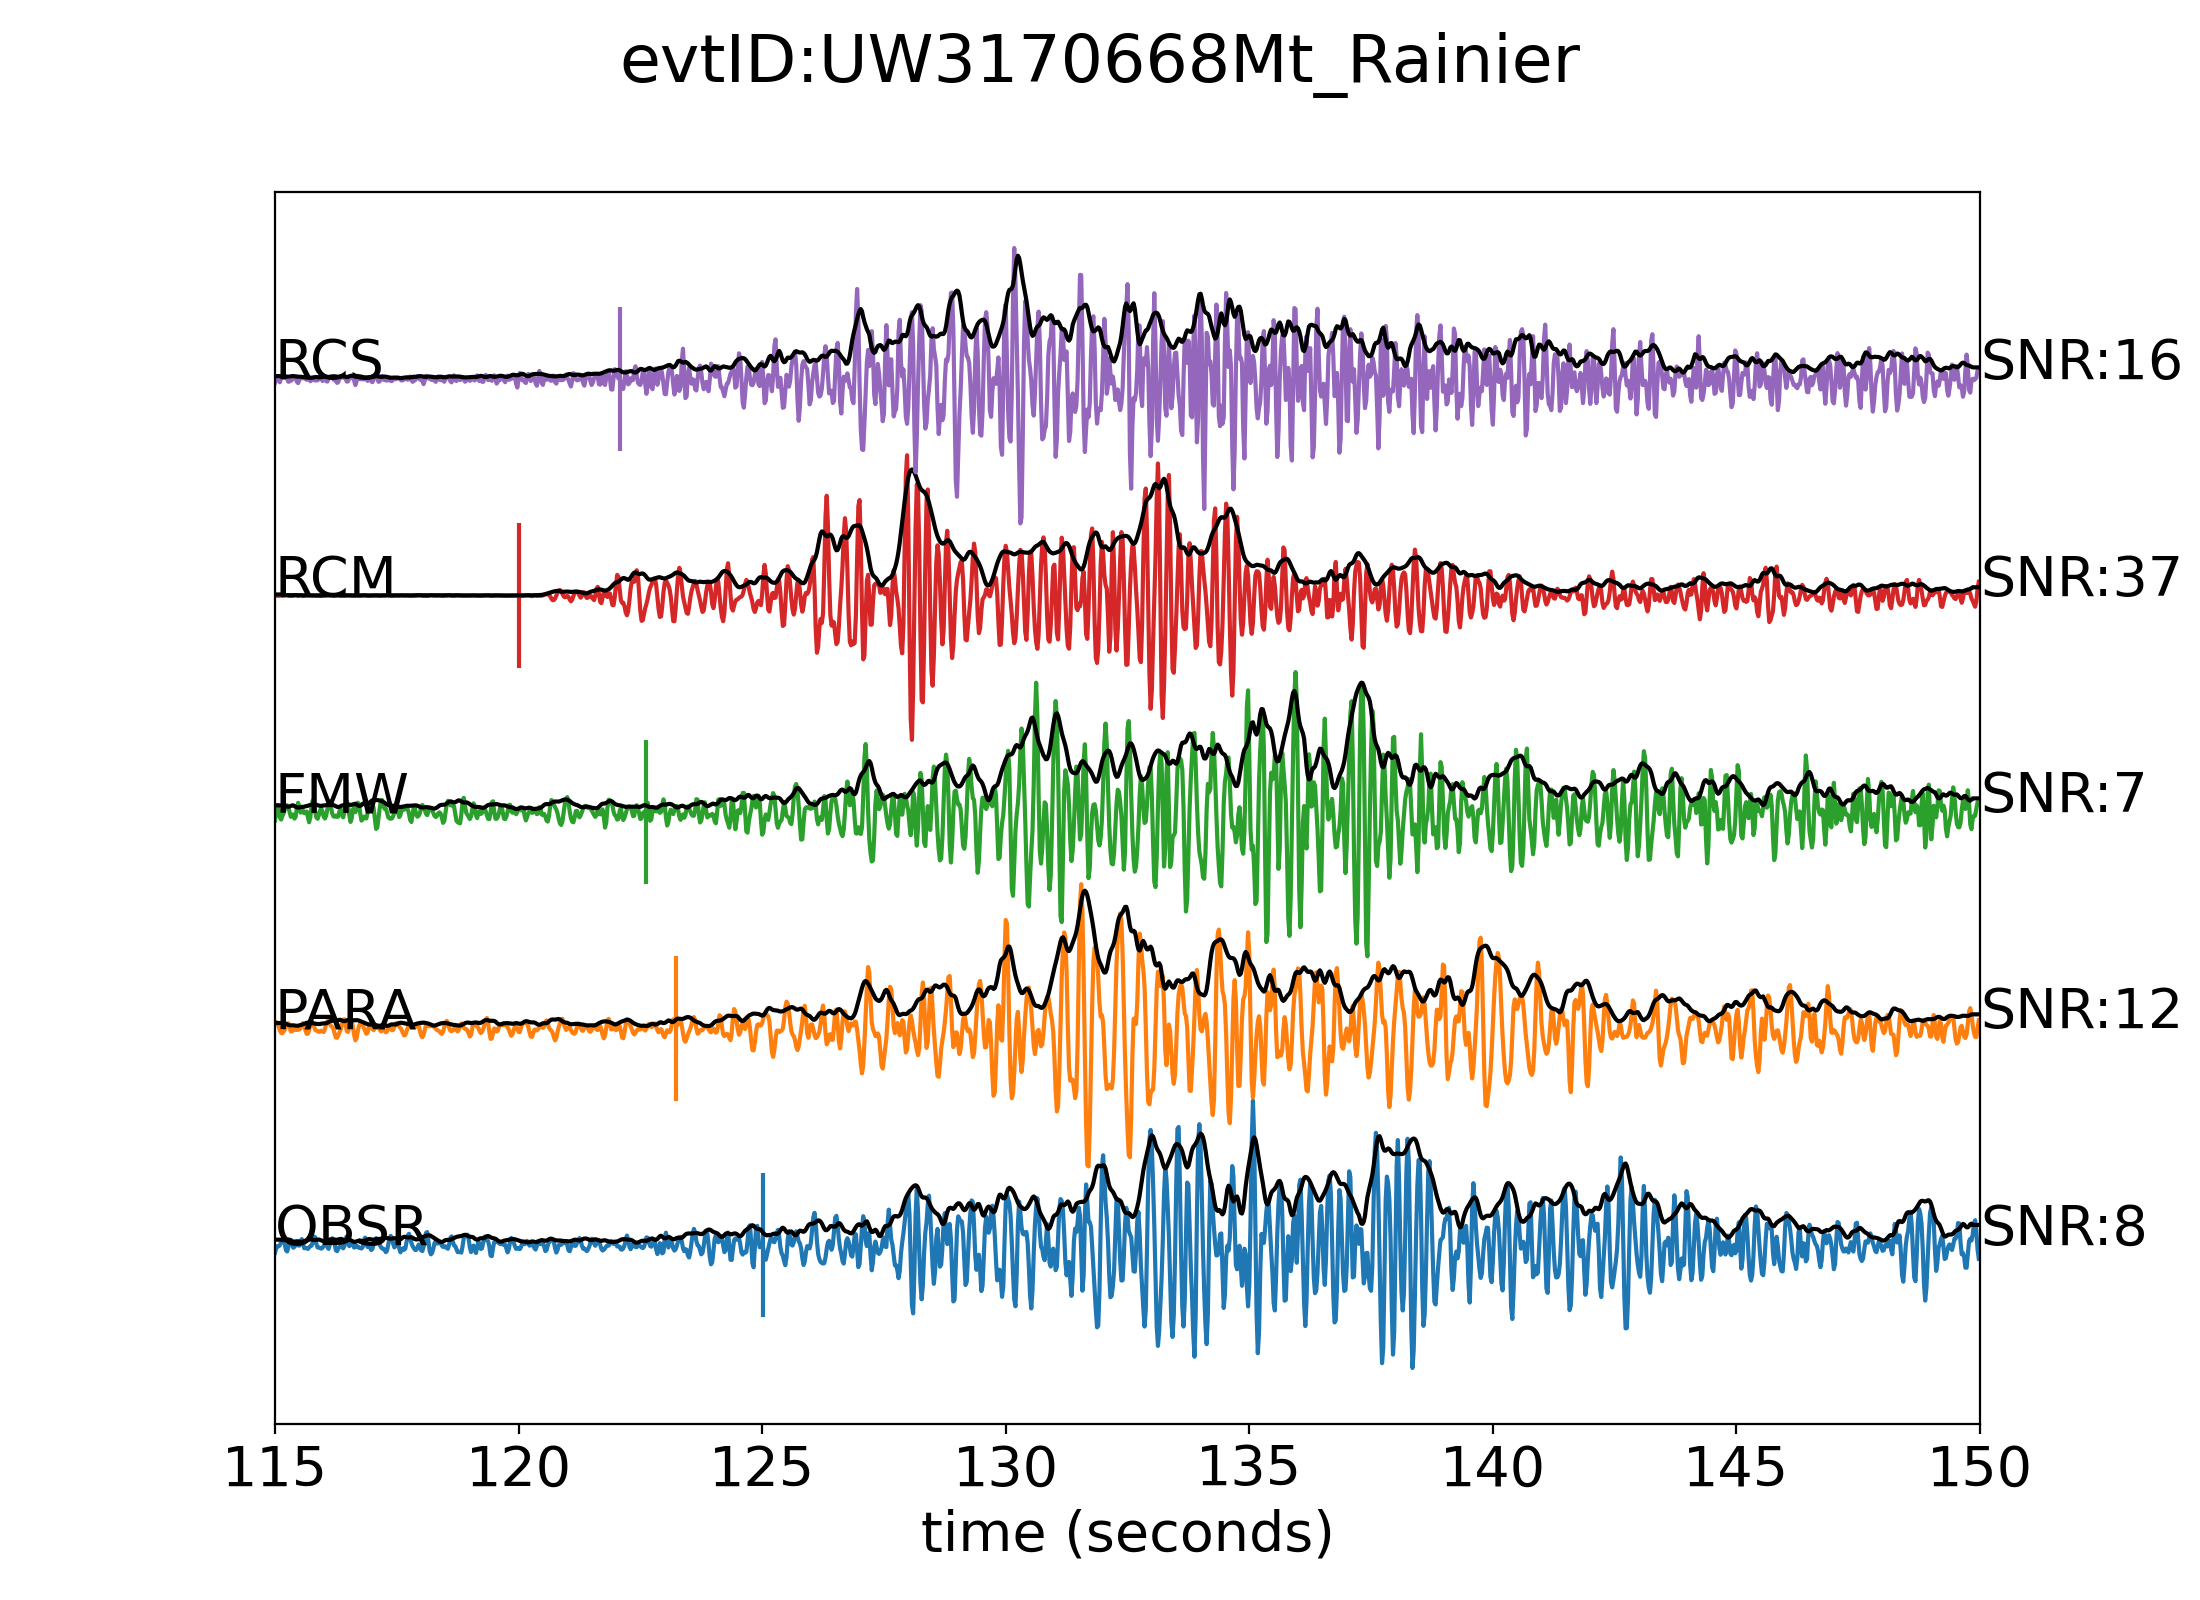 evtID:UW3170668Mt_Rainier
RCS
SNR:16
RCM
SNR:37
FMW
SNR:7
PARA
SNR:12
OBSR
SNR:8
115 120 125 130 135 140 145 150
time (seconds)